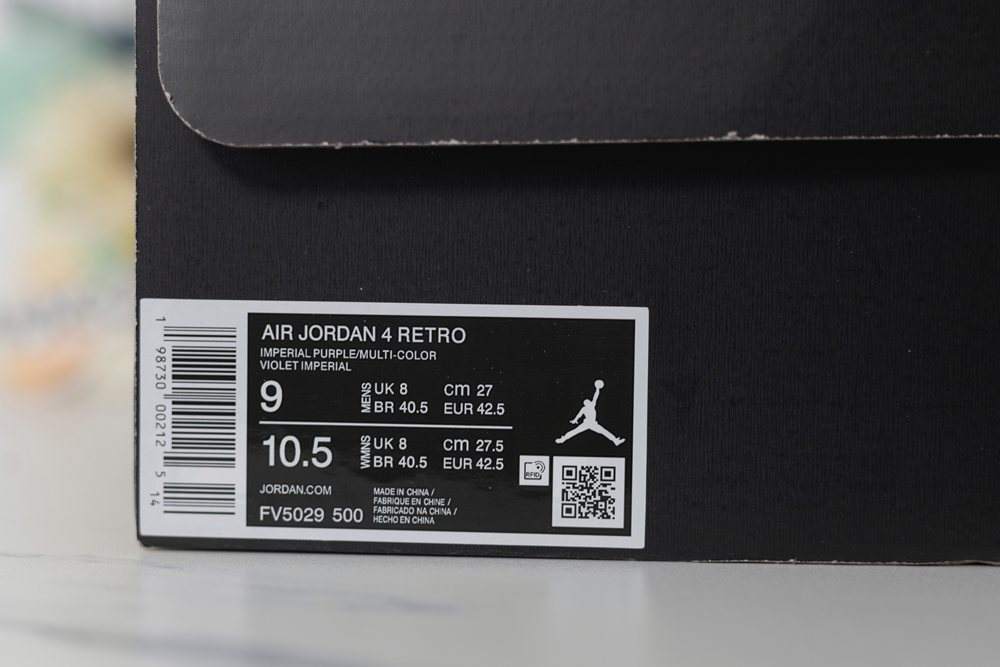 AIR JORDAN 4 RETRO
IMPERIAL PURPLE/MULTI-COLOR
VIOLET IMPERIAL
9 MENS UK 8 CM 27
BR 40.5 EUR 42.5
10.5 WMNS UK 8 CM 27.5
BR 40.5 EUR 42.5
JORDAN.COM
FV5029 500
MADE IN CHINA /
FABRIQUE EN CHINE /
FABRICADO NA CHINA /
HECHO EN CHINA
RFID
1 98730 00212 5 14